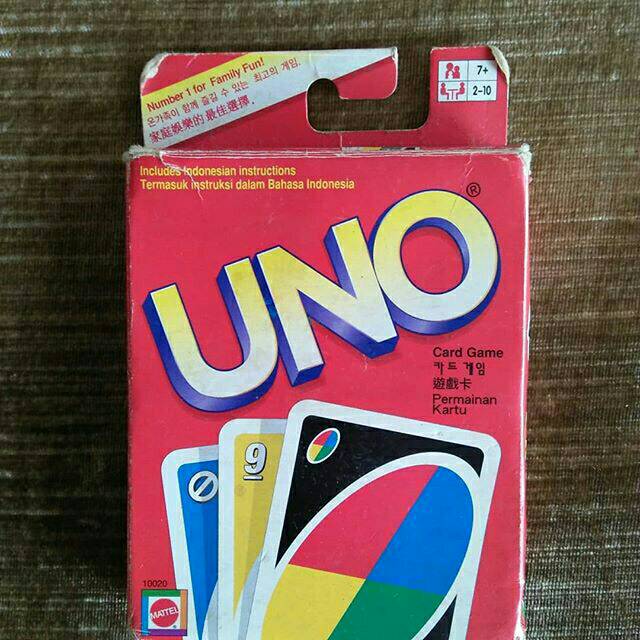 Number 1 for Family Fun!
온가족이 함께 즐길 수 있는 최고의 게임.
家庭娛樂的最佳選擇.
7+
2-10
Includes Indonesian instructions
Termasuk instruksi dalam Bahasa Indonesia
UNO®
Card Game
카드 게임
遊戲卡
Permainan
Kartu
9
10020
MATTEL